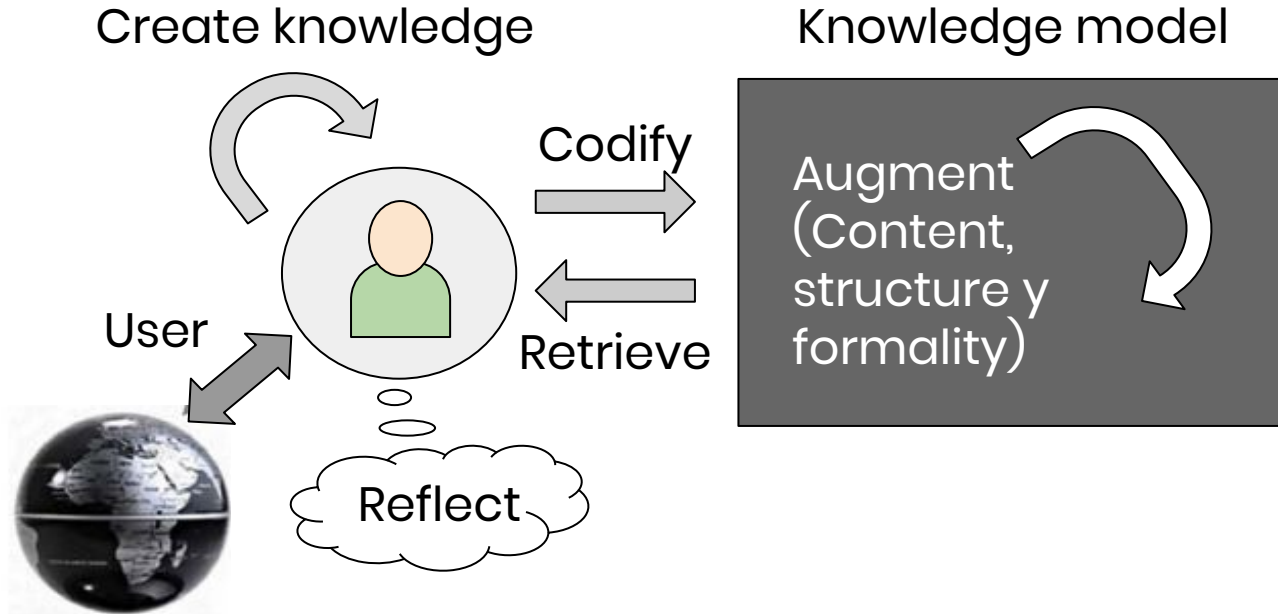 Create knowledge
Knowledge model
Codify
Augment
(Content,
structure y
formality)
User
Retrieve
Reflect